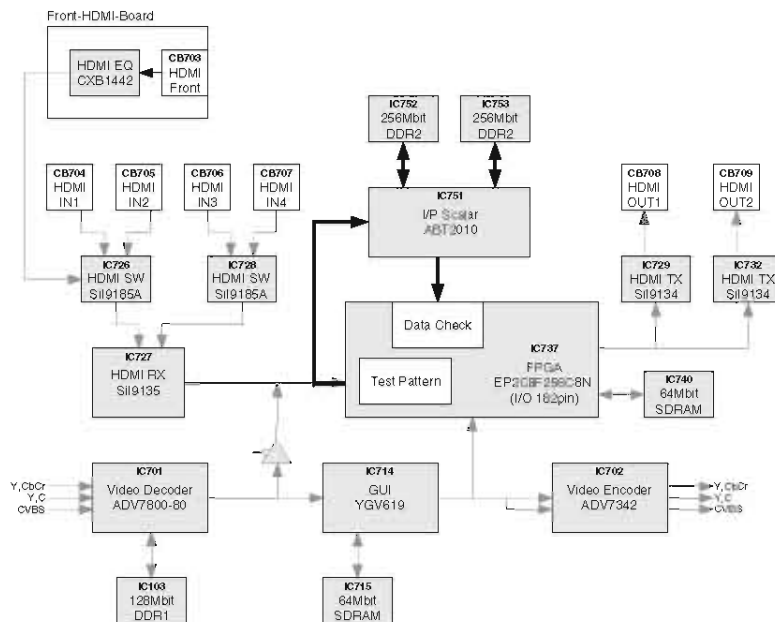 Front-HDMI-Board
HDMI EQ
CXB1442
CB703
HDMI
Front
IC752
256Mbit
DDR2
IC753
256Mbit
DDR2
CB704
HDMI
IN1
CB705
HDMI
IN2
CB706
HDMI
IN3
CB707
HDMI
IN4
IC751
I/P Scalar
ABT2010
CB708
HDMI
OUT1
CB709
HDMI
OUT2
IC726
HDMI SW
SiI9185A
IC728
HDMI SW
SiI9185A
IC729
HDMI TX
SiI9134
IC732
HDMI TX
SiI9134
Data Check
IC727
HDMI RX
SiI9135
Test Pattern
IC737
FPGA
EP2C8F256C8N
(I/O 182pin)
IC740
64Mbit
SDRAM
Y,CbCr
Y,C
CVBS
IC701
Video Decoder
ADV7800-80
IC714
GUI
YGV619
IC702
Video Encoder
ADV7342
Y,CbCr
Y,C
CVBS
IC103
128Mbit
DDR1
IC715
64Mbit
SDRAM